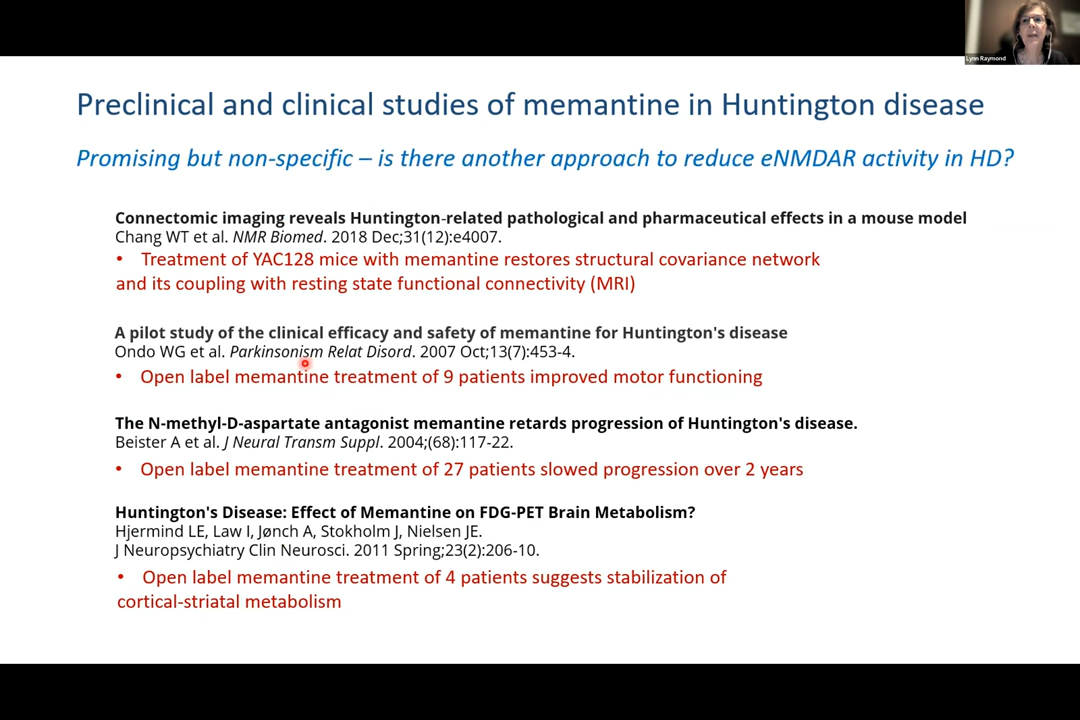 Lynn Raymond
Preclinical and clinical studies of memantine in Huntington disease
Promising but non-specific – is there another approach to reduce eNMDAR activity in HD?
Connectomic imaging reveals Huntington-related pathological and pharmaceutical effects in a mouse model
Chang WT et al. NMR Biomed. 2018 Dec;31(12):e4007.
• Treatment of YAC128 mice with memantine restores structural covariance network
and its coupling with resting state functional connectivity (MRI)
A pilot study of the clinical efficacy and safety of memantine for Huntington's disease
Ondo WG et al. Parkinsonism Relat Disord. 2007 Oct;13(7):453-4.
• Open label memantine treatment of 9 patients improved motor functioning
The N-methyl-D-aspartate antagonist memantine retards progression of Huntington's disease.
Beister A et al. J Neural Transm Suppl. 2004;(68):117-22.
• Open label memantine treatment of 27 patients slowed progression over 2 years
Huntington's Disease: Effect of Memantine on FDG-PET Brain Metabolism?
Hjermind LE, Law I, Jønch A, Stokholm J, Nielsen JE.
J Neuropsychiatry Clin Neurosci. 2011 Spring;23(2):206-10.
• Open label memantine treatment of 4 patients suggests stabilization of
cortical-striatal metabolism